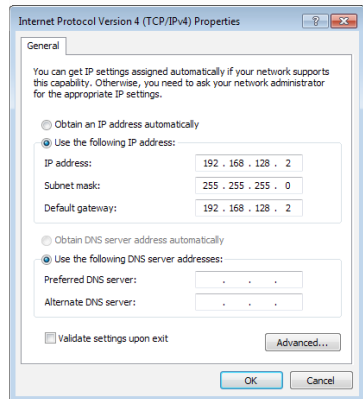 Internet Protocol Version 4 (TCP/IPv4) Properties
General
You can get IP settings assigned automatically if your network supports
this capability. Otherwise, you need to ask your network administrator
for the appropriate IP settings.
Obtain an IP address automatically
Use the following IP address:
IP address: 192 . 168 . 128 . 2
Subnet mask: 255 . 255 . 255 . 0
Default gateway: 192 . 168 . 128 . 2
Obtain DNS server address automatically
Use the following DNS server addresses:
Preferred DNS server: . . .
Alternate DNS server: . . .
Validate settings upon exit
Advanced...
OK Cancel